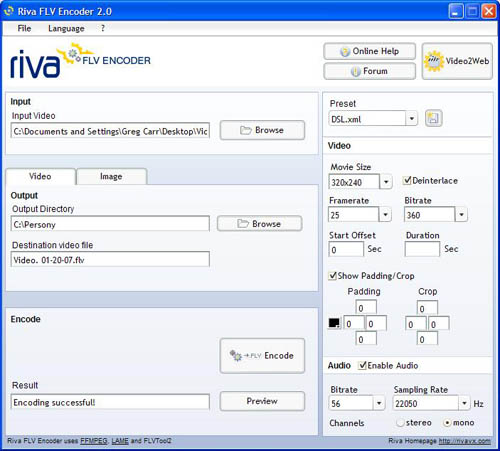 Riva FLV Encoder 2.0
File Language ?
riva FLV ENCODER
Online Help
Forum
Video2Web
Input
Input Video
C:\Documents and Settings\Greg Carr\Desktop\Vic
Browse
Video Image
Output
Output Directory
C:\Persony
Browse
Destination video file
Video. 01-20-07.flv
Encode
FLV Encode
Result
Encoding successful!
Preview
Preset
DSL.xml
Video
Movie Size
320x240 Deinterlace
Framerate Bitrate
25 360
Start Offset Duration
0 Sec Sec
Show Padding/Crop
Padding Crop
0 0
0 0 0 0
0 0
Audio Enable Audio
Bitrate Sampling Rate
56 22050 Hz
Channels stereo mono
Riva FLV Encoder uses FFMPEG, LAME and FLVTool2
Riva Homepage http://rivavx.com/